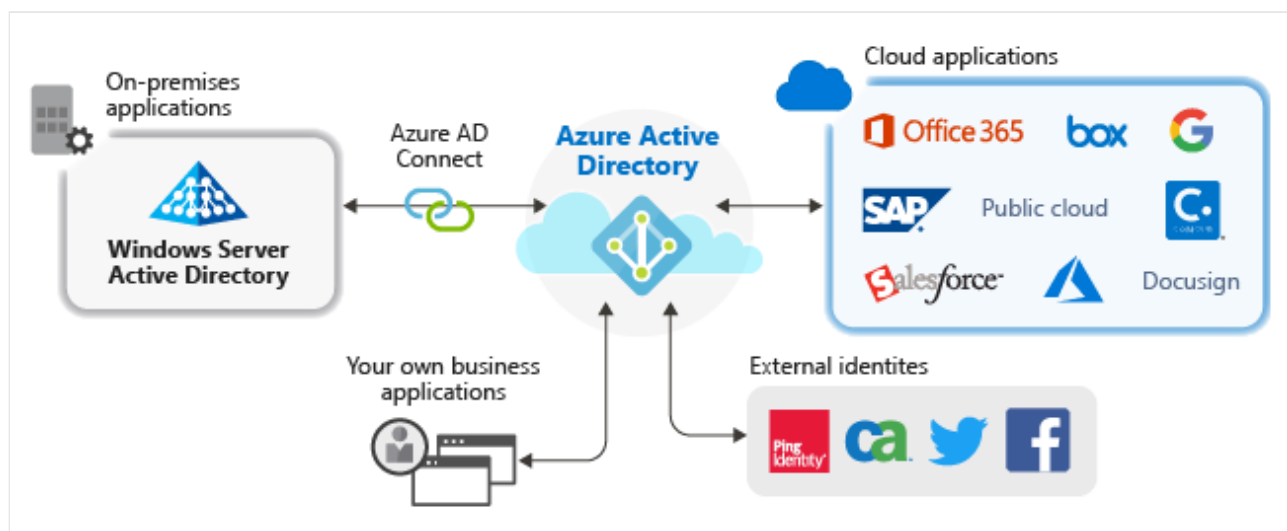 On-premises
applications
Windows Server
Active Directory
Azure AD
Connect
Azure Active
Directory
Cloud applications
Office 365
box
G
SAP
Public cloud
C.
salesforce
Docusign
Your own business
applications
External identites
Ping
Identity
ca
f